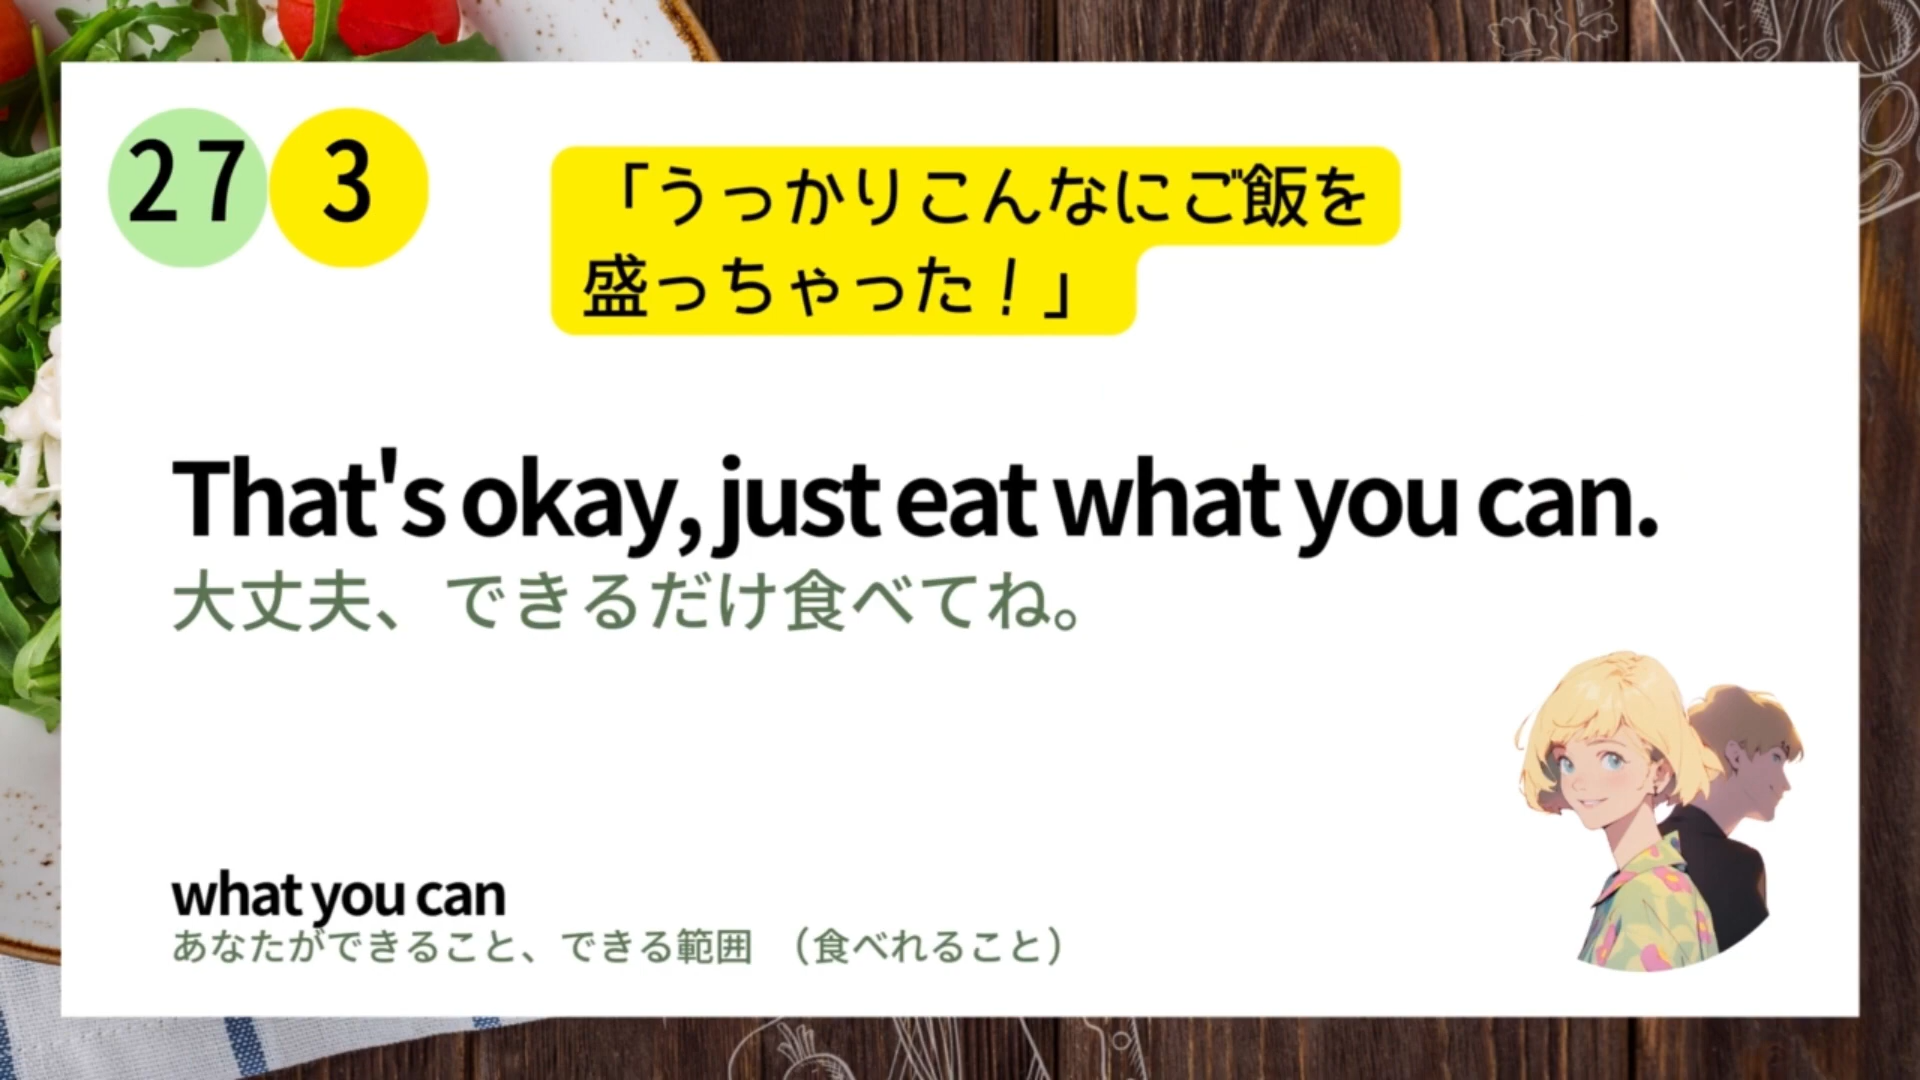 27 3
「うっかりこんなにご飯を
盛っちゃった！」
That's okay, just eat what you can.
大丈夫、できるだけ食べてね。
what you can
あなたができること、できる範囲 （食べれること）